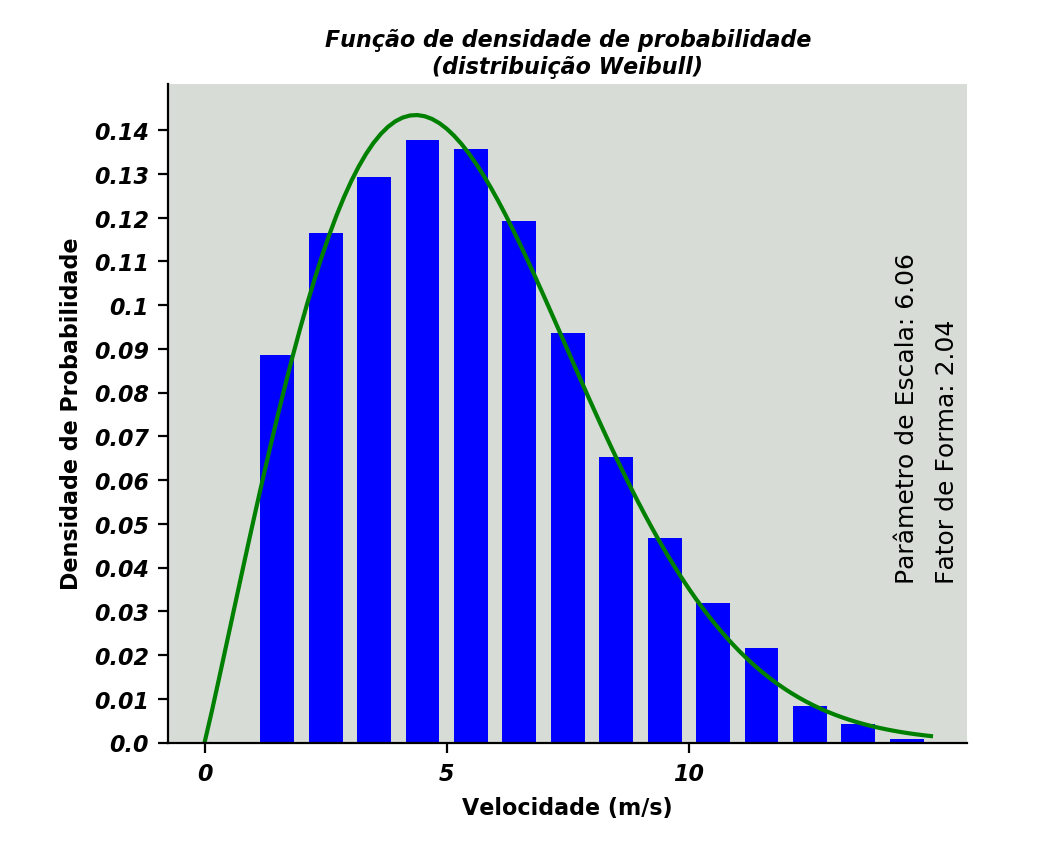 Função de densidade de probabilidade
(distribuição Weibull)
Densidade de Probabilidade
0.14
0.13
0.12
0.11
0.1
0.09
0.08
0.07
0.06
0.05
0.04
0.03
0.02
0.01
0.0
Parâmetro de Escala: 6.06
Fator de Forma: 2.04
0 5 10
Velocidade (m/s)